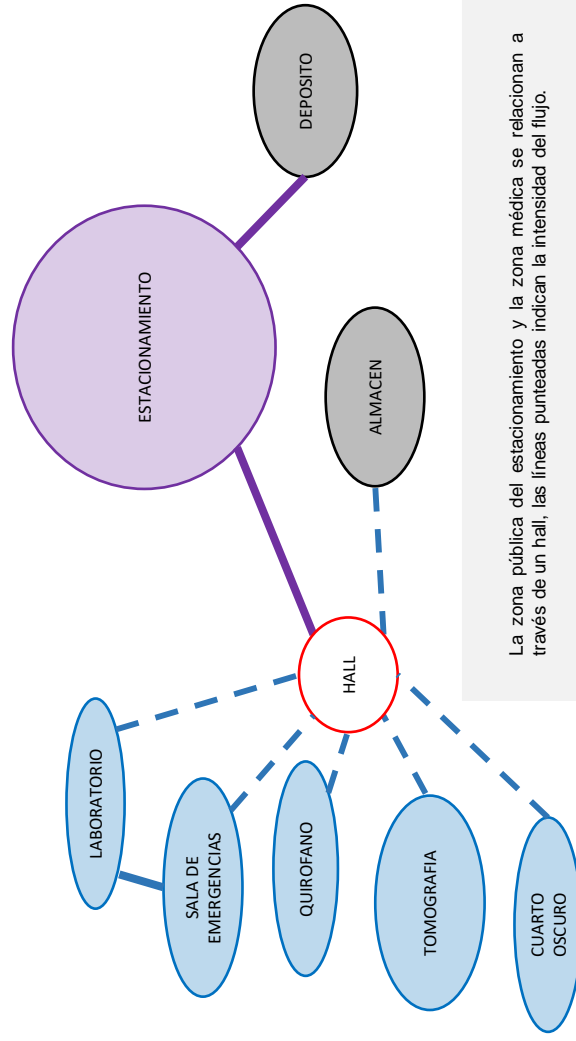 LABORATORIO
SALA DE
EMERGENCIAS
QUIROFANO
TOMOGRAFIA
CUARTO
OSCURO
HALL
ESTACIONAMIENTO
ALMACEN
DEPOSITO
La zona pública del estacionamiento y la zona médica se relacionan a
través de un hall, las líneas punteadas indican la intensidad del flujo.